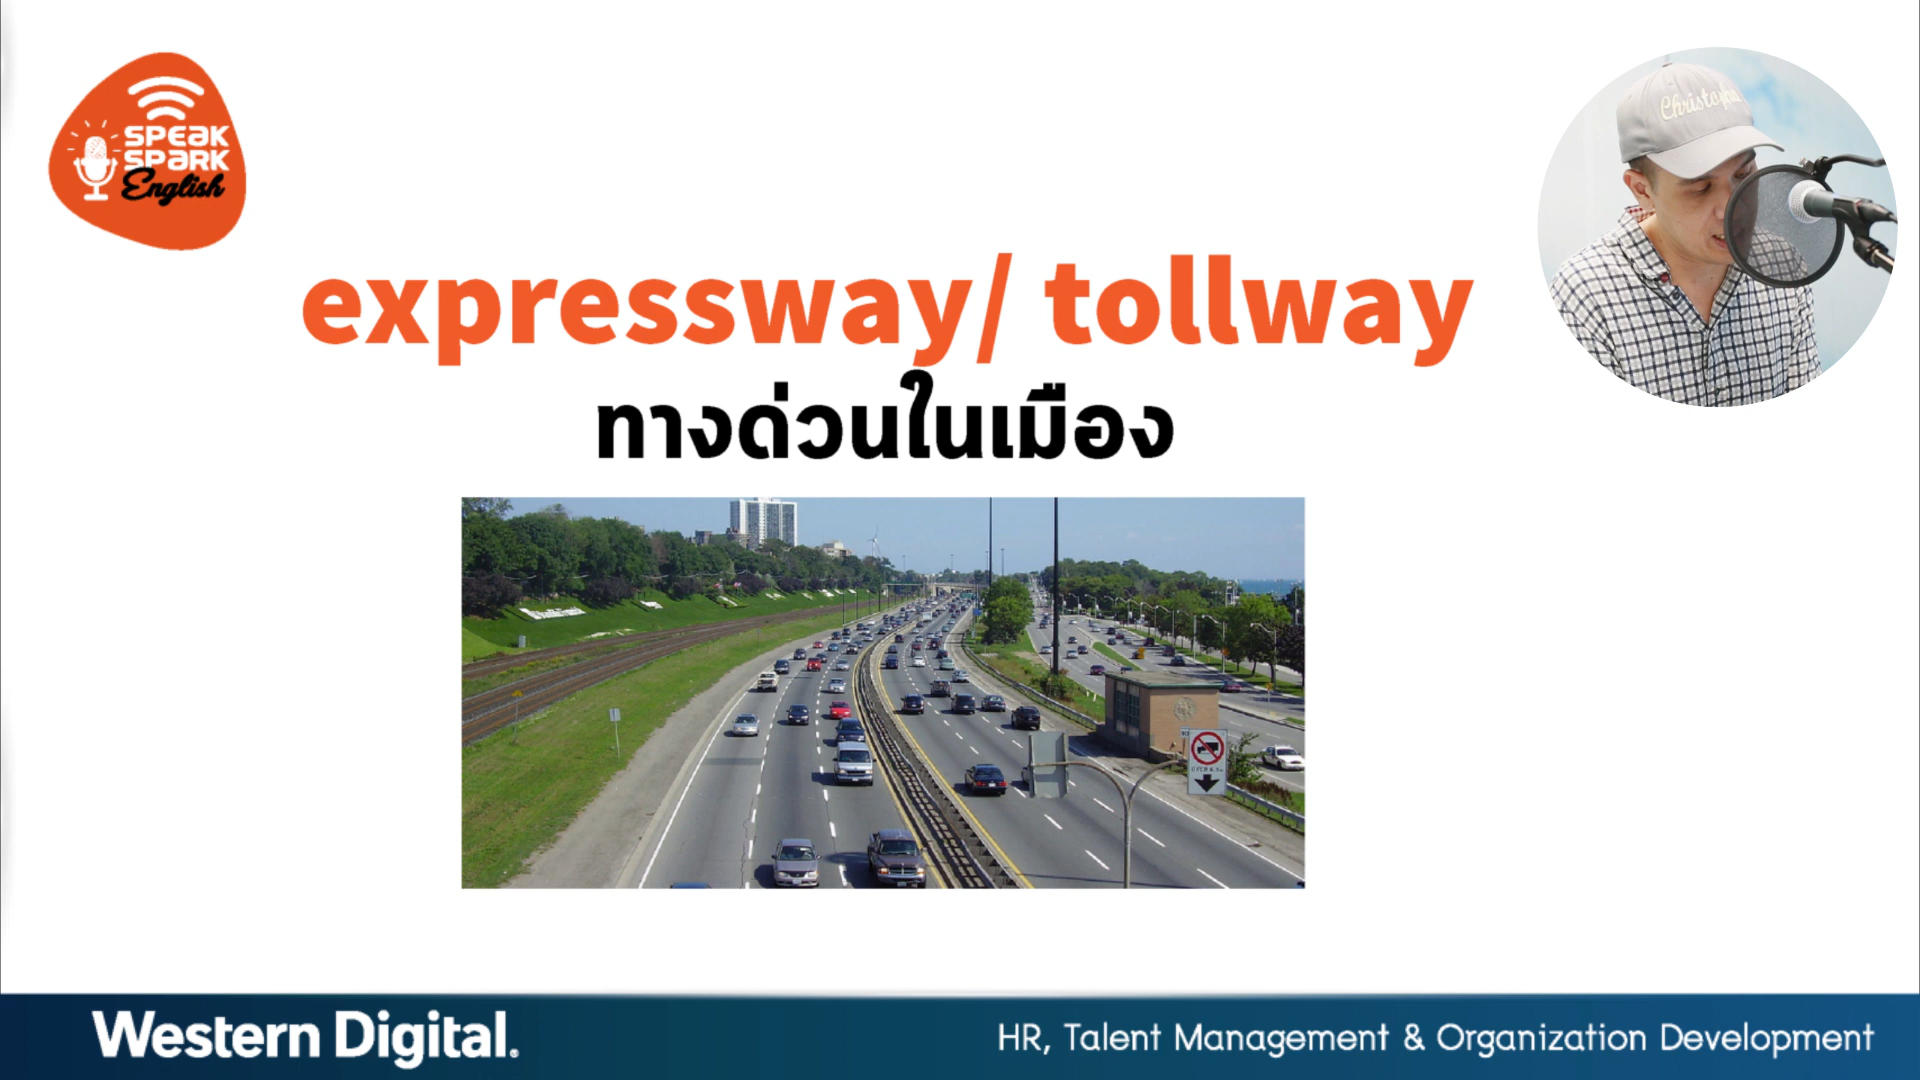 SPEAK
SPARK
English
expressway/ tollway
ทางด่วนในเมือง
Western Digital.
HR, Talent Management & Organization Development